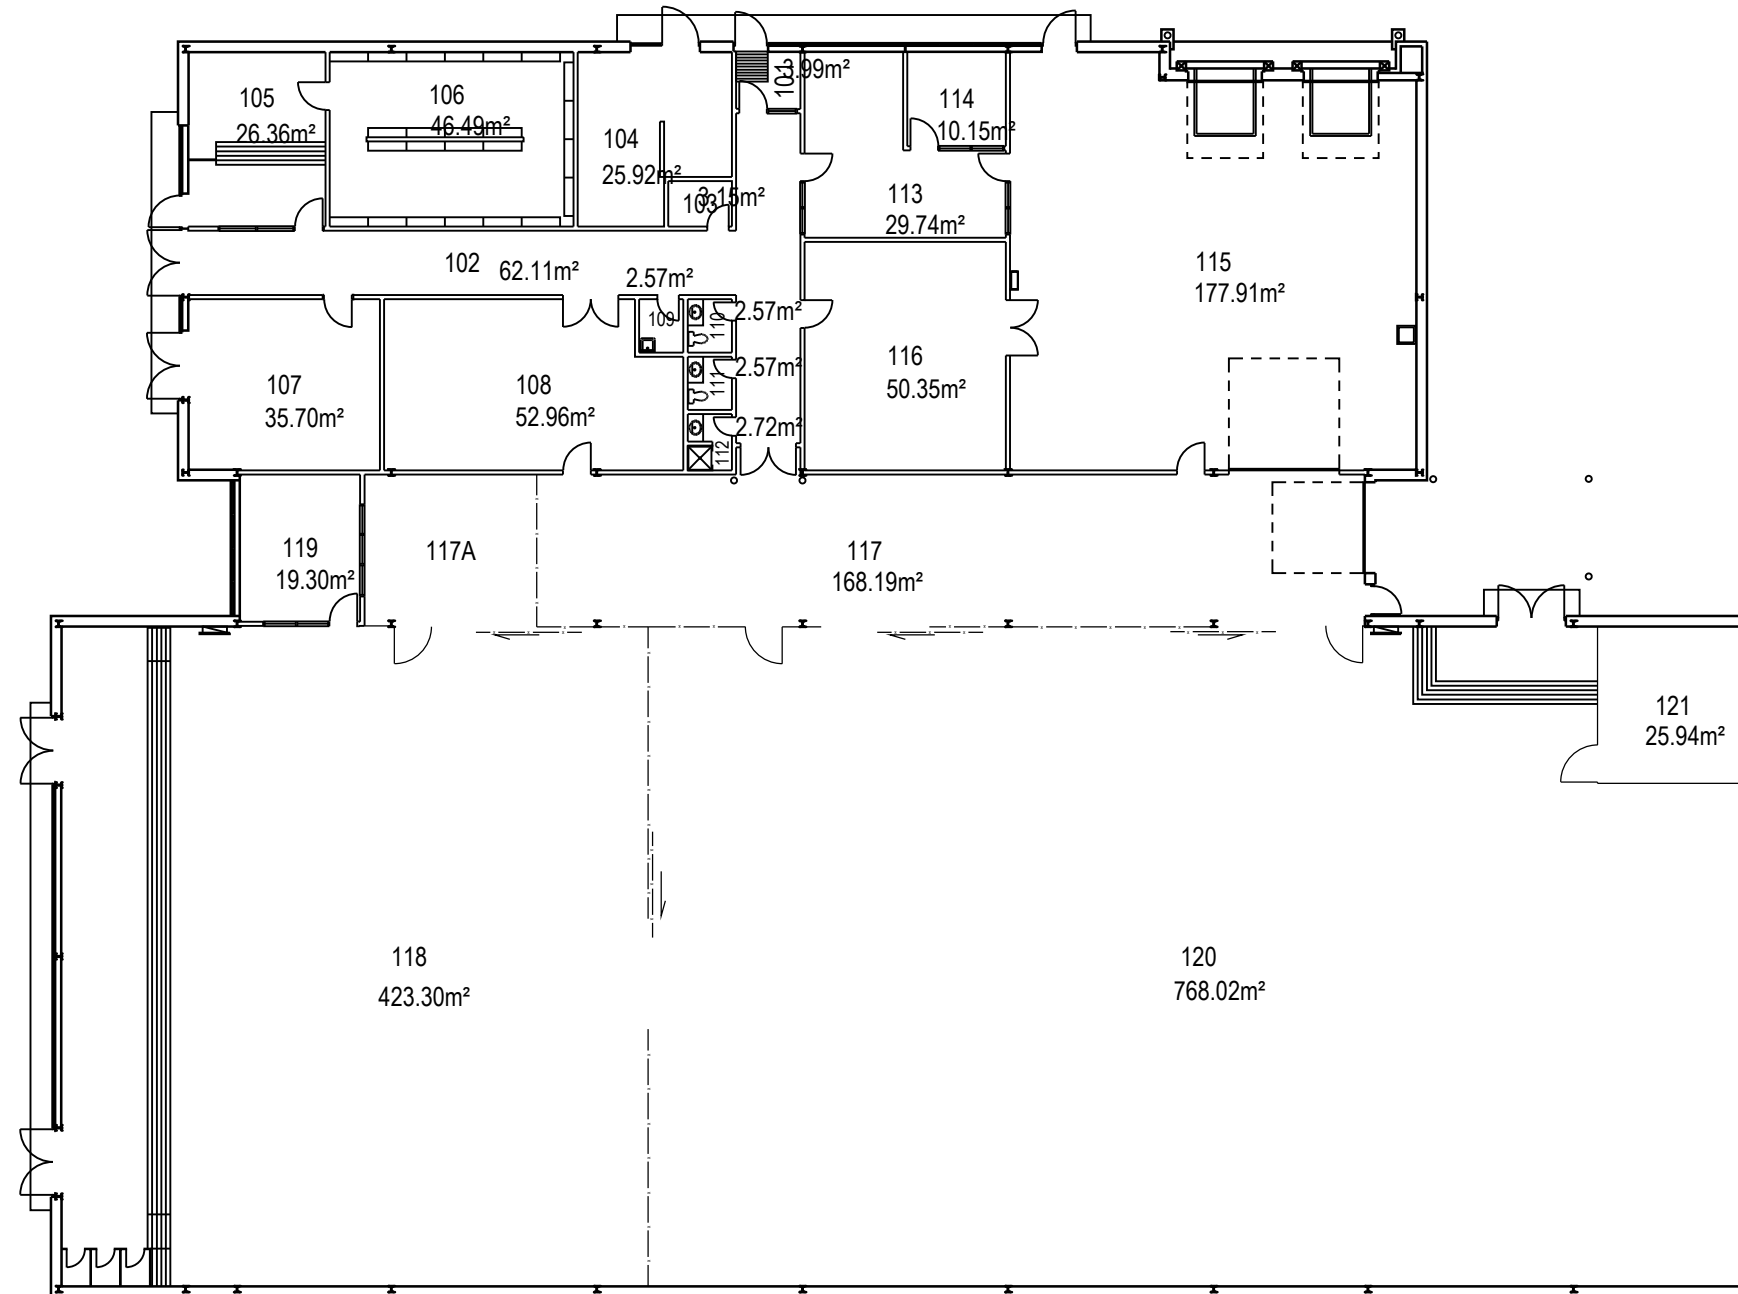 101
3.99m²
105
26.36m²
106
46.49m²
104
25.92m²
103
3.15m²
114
10.15m²
113
29.74m²
102
62.11m²
2.57m²
115
177.91m²
109
110
2.57m²
111
2.57m²
112
2.72m²
107
35.70m²
108
52.96m²
116
50.35m²
119
19.30m²
117A
117
168.19m²
121
25.94m²
118
423.30m²
120
768.02m²